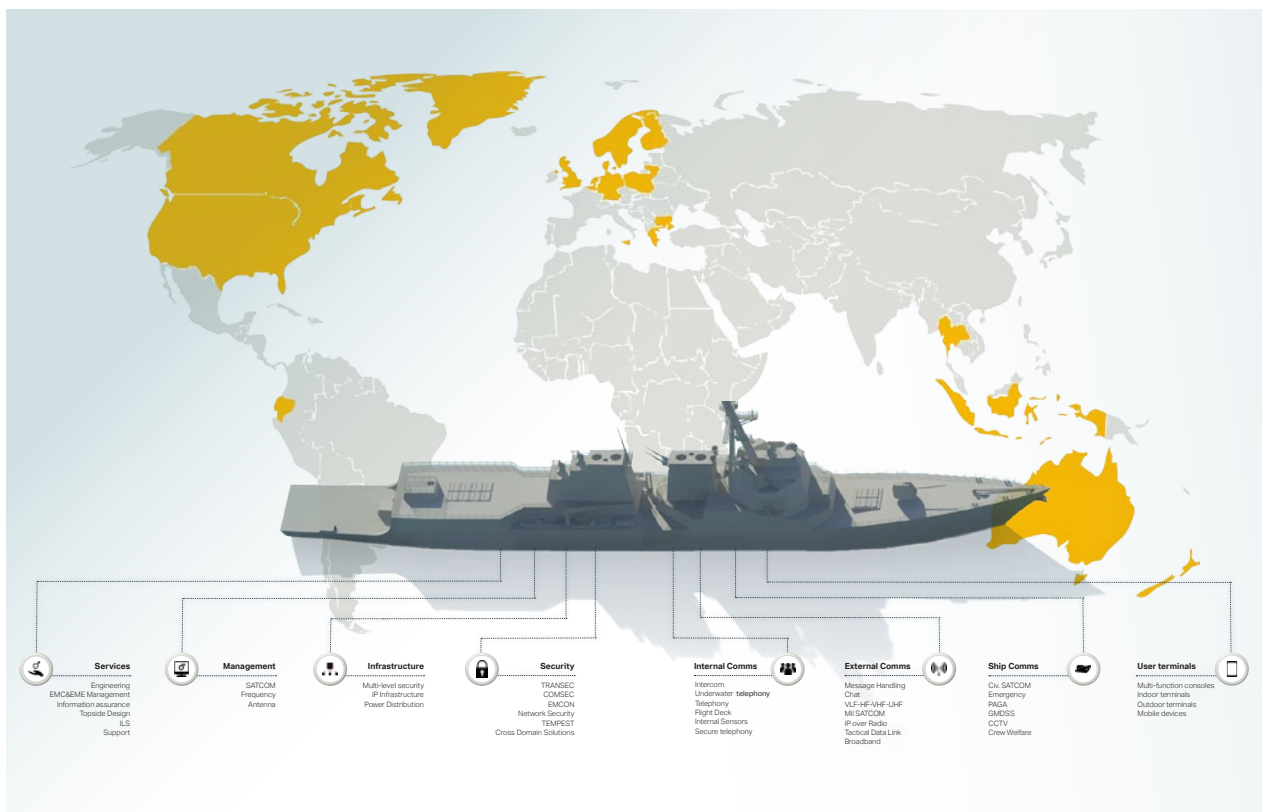 Services
Engineering
EMC&EME Management
Information assurance
Topside Design
ILS
Support
Management
SATCOM
Frequency
Antenna
Infrastructure
Multi-level security
IP Infrastructure
Power Distribution
Security
TRANSEC
COMSEC
EMCON
Network Security
TEMPEST
Cross Domain Solutions
Internal Comms
Intercom
Underwater telephony
Telephony
Flight Deck
Internal Sensors
Secure telephony
External Comms
Message Handling
Chat
VLF-HF-VHF-UHF
Mil SATCOM
IP over Radio
Tactical Data Link
Broadband
Ship Comms
Civ. SATCOM
Emergency
PAGA
GMDSS
CCTV
Crew Welfare
User terminals
Multi-function consoles
Indoor terminals
Outdoor terminals
Mobile devices